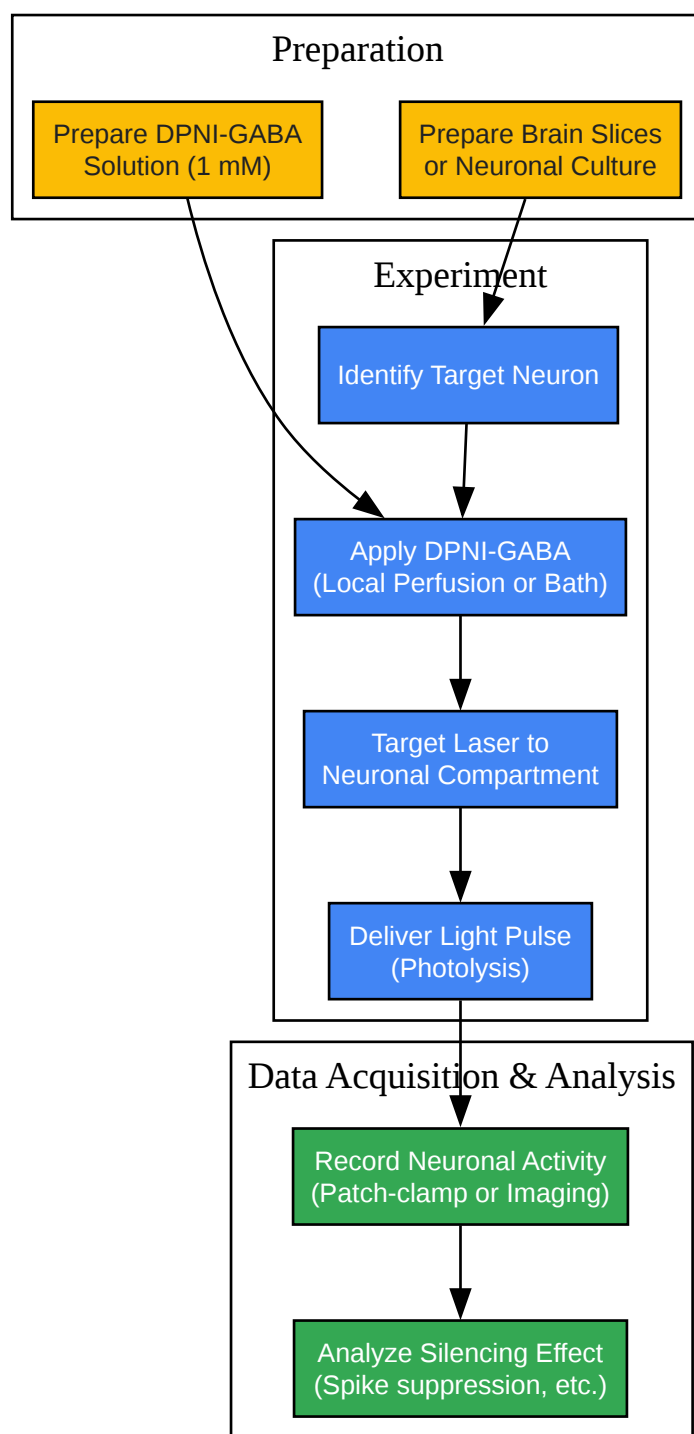 Preparation
Prepare DPNI-GABA
Solution (1 mM)
Prepare Brain Slices
or Neuronal Culture
Experiment
Identify Target Neuron
Apply DPNI-GABA
(Local Perfusion or Bath)
Target Laser to
Neuronal Compartment
Deliver Light Pulse
(Photolysis)
Data Acquisition & Analysis
Record Neuronal Activity
(Patch-clamp or Imaging)
Analyze Silencing Effect
(Spike suppression, etc.)